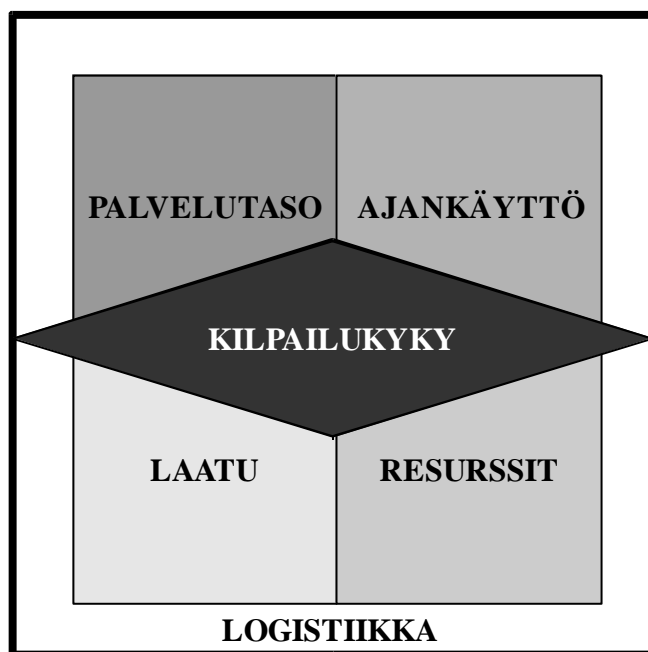 PALVELUTASO
AJANKÄYTTÖ
KILPAILUKYKY
LAATU
RESURSSIT
LOGISTIIKKA